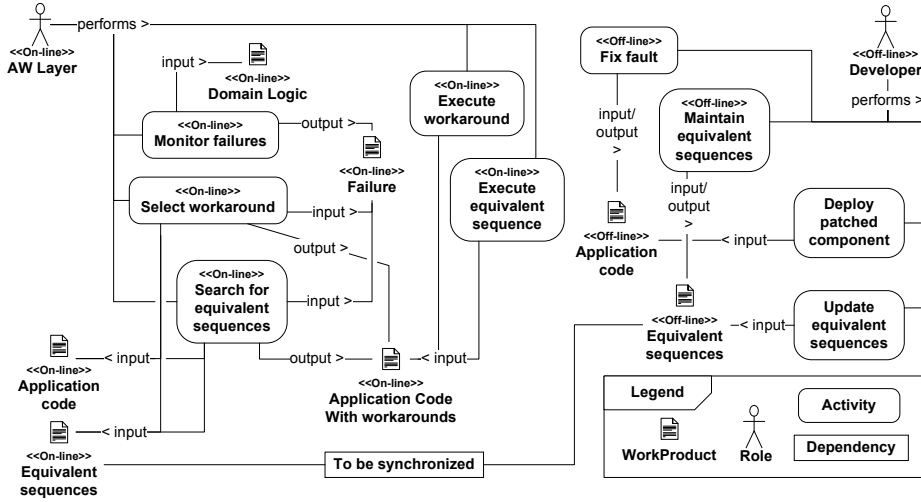 <<On-line>>
AW Layer
performs >
input >
<<On-line>>
Domain Logic
<<On-line>>
Monitor failures
output >
<<On-line>>
Failure
<<On-line>>
Execute
workaround
<<On-line>>
Select workaround
input >
output >
<<On-line>>
Execute
equivalent
sequence
<<On-line>>
Search for
equivalent
sequences
input >
output >
< input
<<On-line>>
Application Code
With workarounds
< input
<<On-line>>
Application
code
< input
<<On-line>>
Equivalent
sequences
To be synchronized
<<Off-line>>
Fix fault
<<Off-line>>
Developer
performs >
input/
output
>
<<Off-line>>
Maintain
equivalent
sequences
input/
output
>
<<Off-line>>
Application
code
< input
Deploy
patched
component
<<Off-line>>
Equivalent
sequences
< input
Update
equivalent
sequences
Legend
WorkProduct
Role
Activity
Dependency